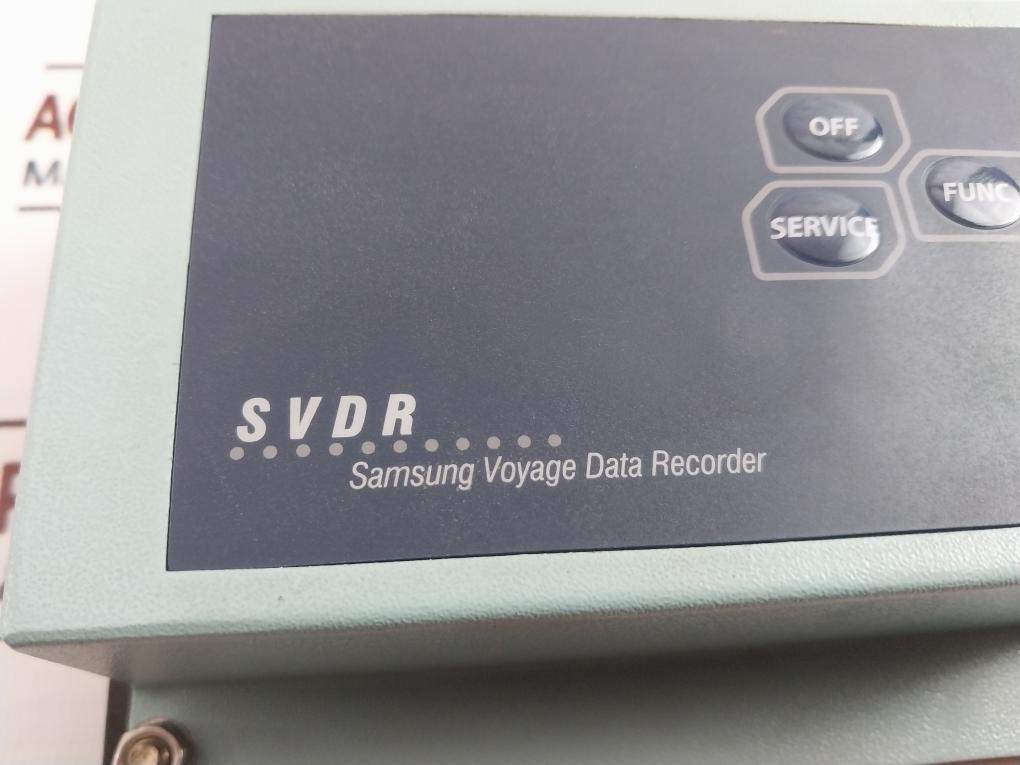 OFF
FUNC
SERVICE
SVDR
Samsung Voyage Data Recorder